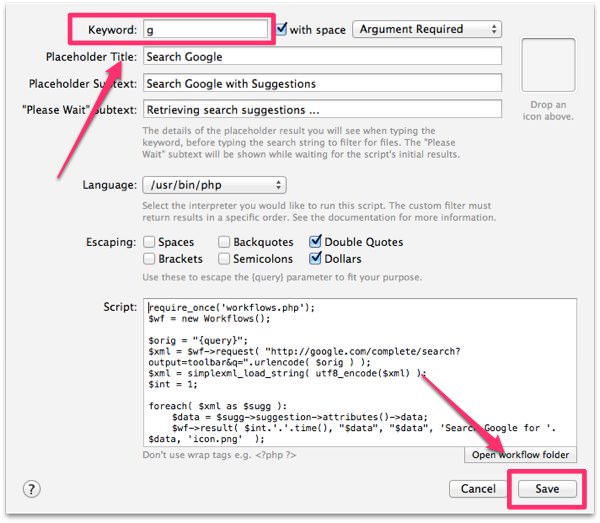 Keyword: g with space Argument Required
Placeholder Title: Search Google
Placeholder Subtext: Search Google with Suggestions
"Please Wait" Subtext: Retrieving search suggestions ...
Drop an
icon above.
The details of the placeholder result you will see when typing the
keyword, before typing the search string to filter for files. The "Please
Wait" subtext will be shown while waiting for the script's initial results.
Language: /usr/bin/php
Select the interpreter you would like to run this script. The custom filter must
return results in a specific order. See the documentation for more information.
Escaping: Spaces Backquotes Double Quotes
Brackets Semicolons Dollars
Use these to escape the {query} parameter to fit your purpose.
Script: require_once('workflows.php');
$wf = new Workflows();
$orig = "{query}";
$xml = $wf->request( "http://google.com/complete/search?
output=toolbar&q=".urlencode( $orig ) );
$xml = simplexml_load_string( utf8_encode($xml) );
$int = 1;
foreach( $xml as $sugg ):
$data = $sugg->suggestion->attributes()->data;
$wf->result( $int.'.'.time(), "$data", "$data", 'Search Google for '.
$data, 'icon.png' );
Don't use wrap tags e.g. <?php ?>
Open workflow folder
? Cancel Save